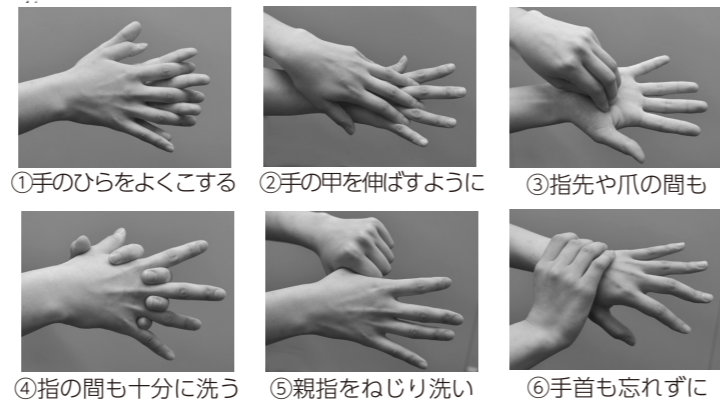 ①手のひらをよくこする
②手の甲を伸ばすように
③指先や爪の間も
④指の間も十分に洗う
⑤親指をねじり洗い
⑥手首も忘れずに